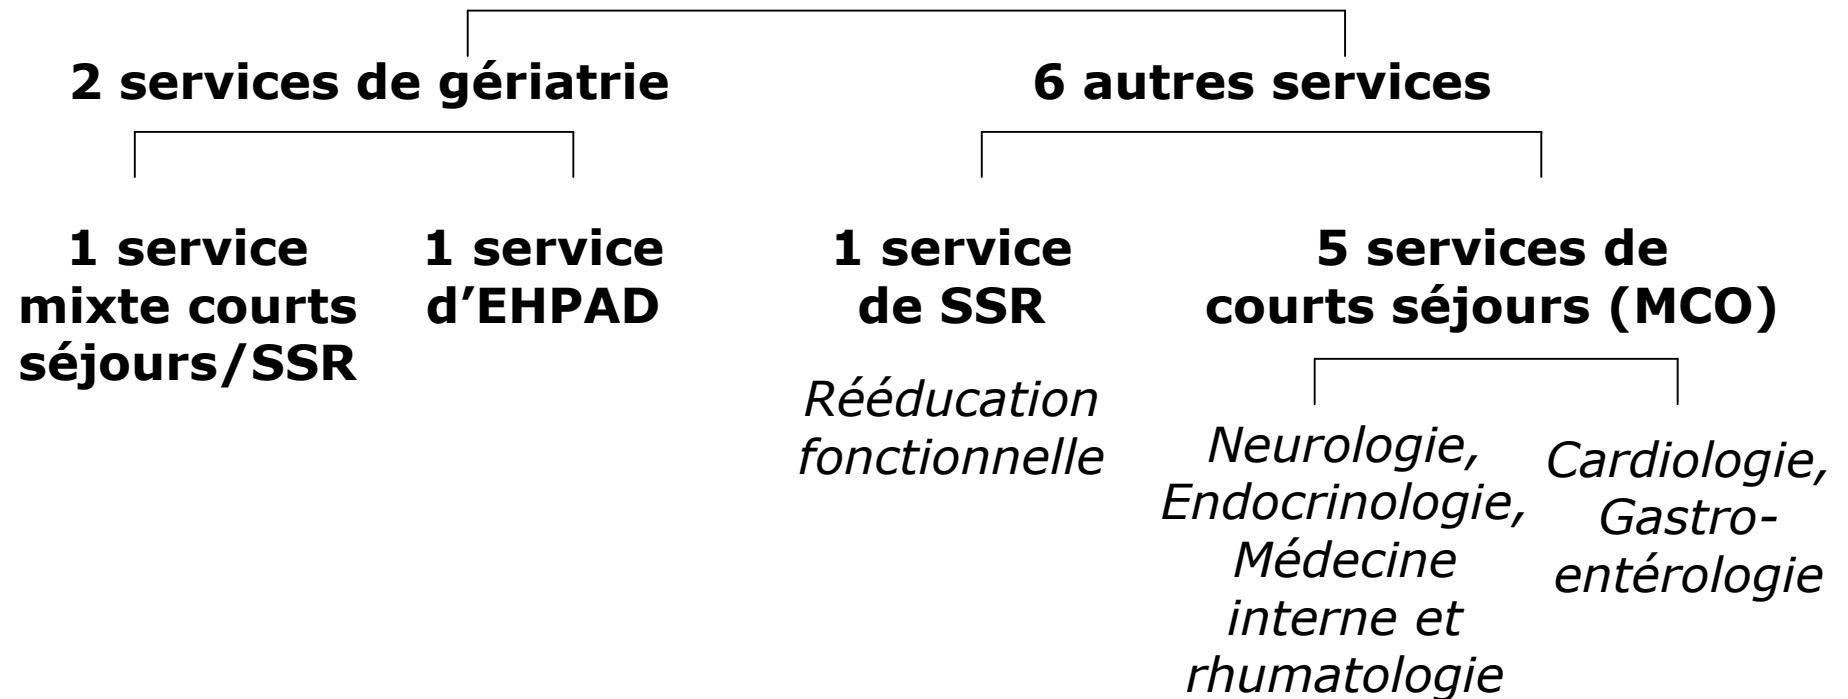 2 services de gériatrie
6 autres services
1 service
mixte courts
séjours/SSR
1 service
d’EHPAD
1 service
de SSR
Rééducation
fonctionnelle
5 services de
courts séjours (MCO)
Neurologie,
Endocrinologie,
Médecine
interne et
rhumatologie
Cardiologie,
Gastro-
entérologie